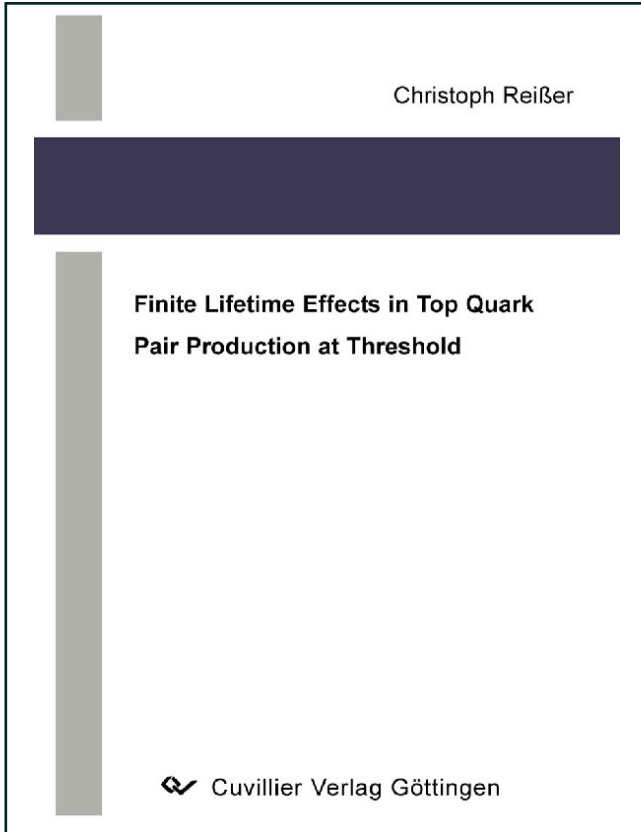 Christoph Reißer
Finite Lifetime Effects in Top Quark
Pair Production at Threshold
Cuvillier Verlag Göttingen